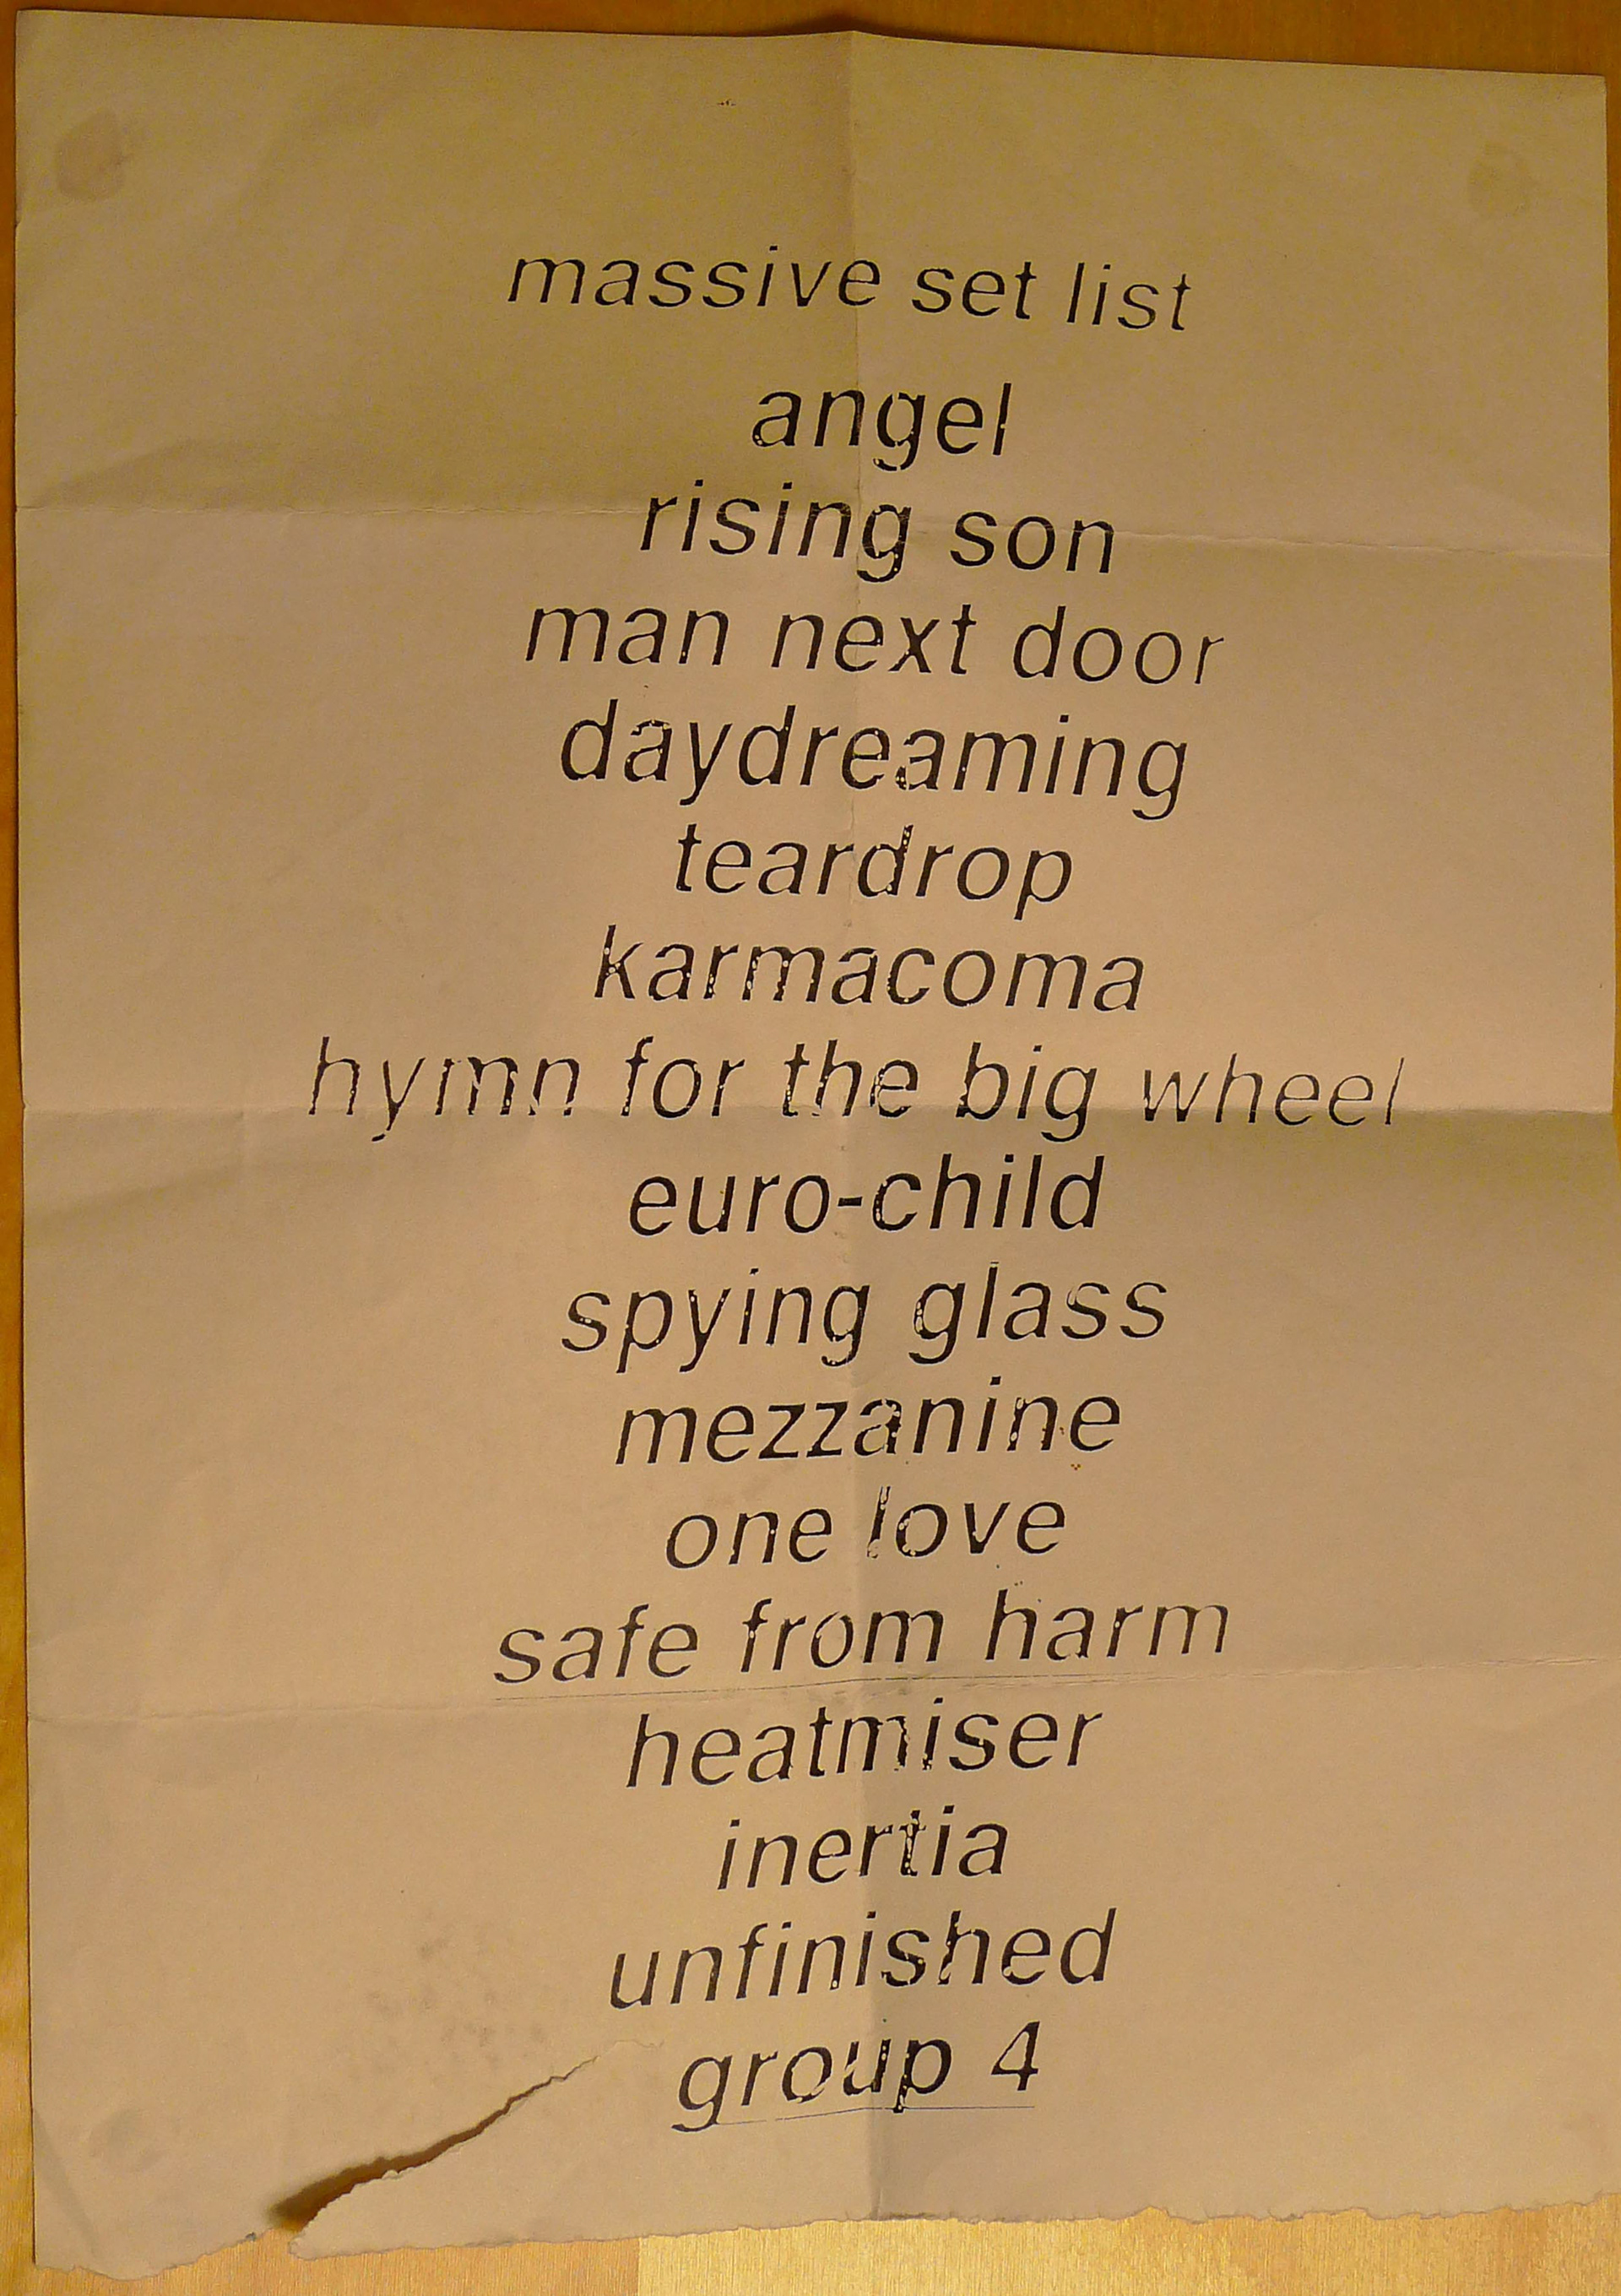 massive set list
angel
rising son
man next door
daydreaming
teardrop
karmacoma
hymn for the big wheel
euro-child
spying glass
mezzanine
one love
safe from harm
heatmiser
inertia
unfinished
group 4